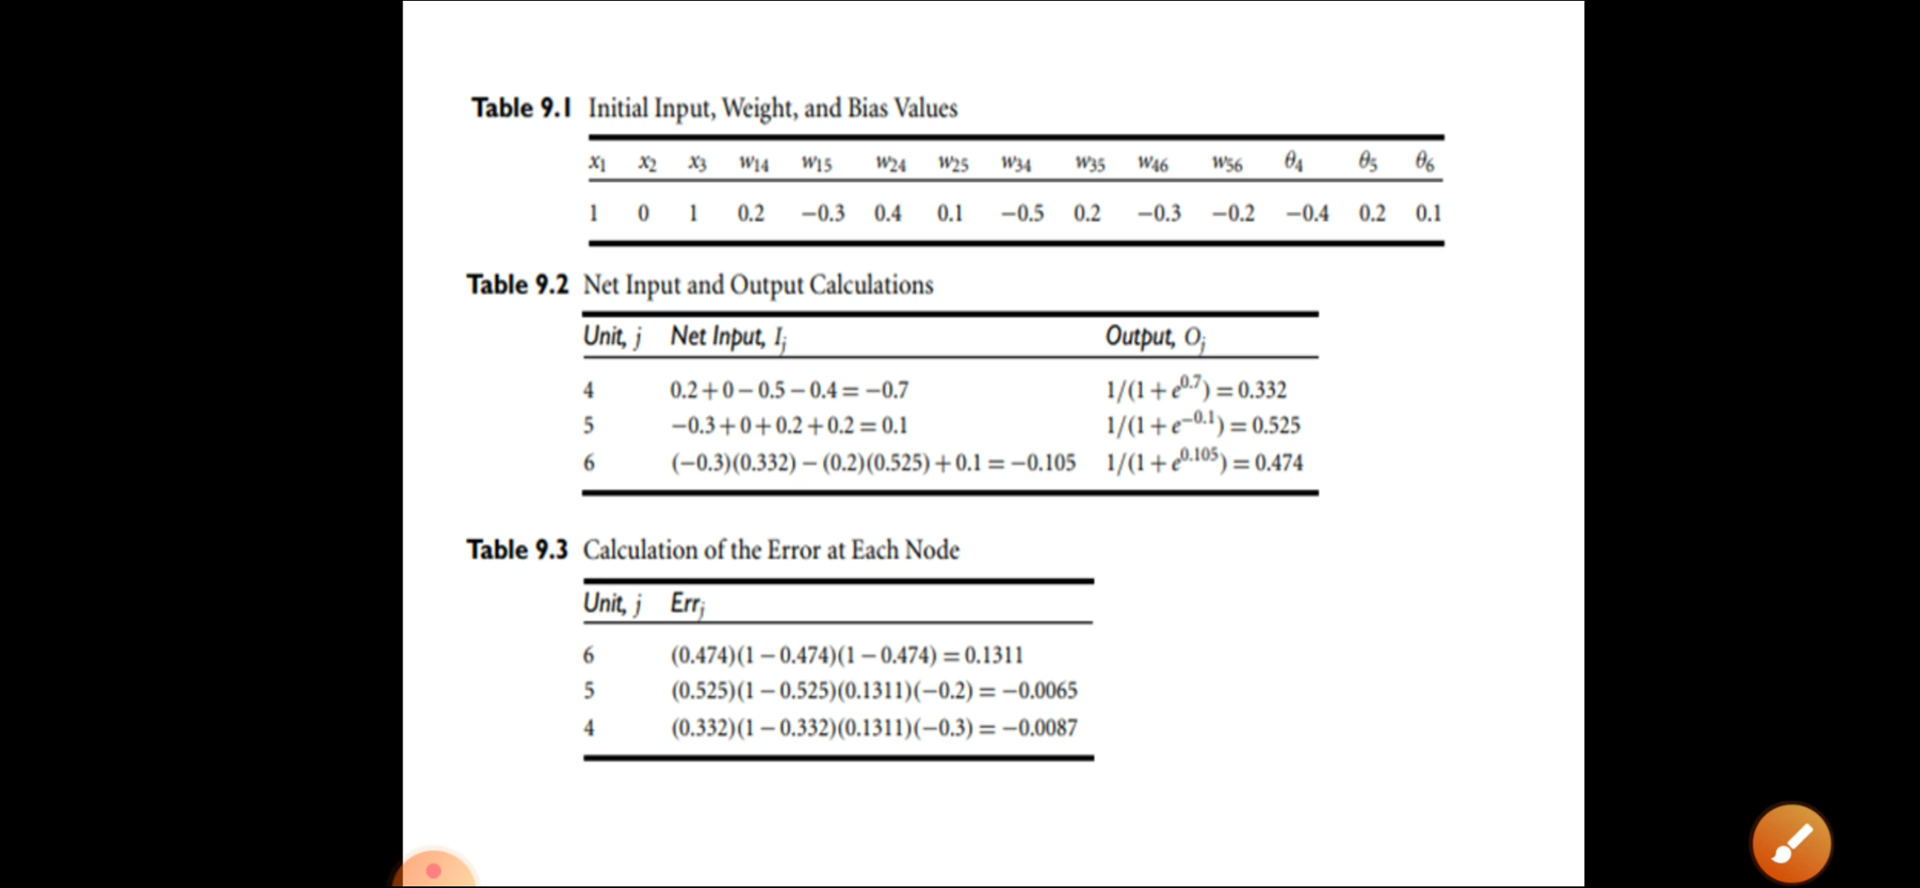 Table 9.1 Initial Input, Weight, and Bias Values
x1 x2 x3 w14 w15 w24 w25 w34 w35 w46 w56 θ4 θ5 θ6
1 0 1 0.2 −0.3 0.4 0.1 −0.5 0.2 −0.3 −0.2 −0.4 0.2 0.1
Table 9.2 Net Input and Output Calculations
Unit, j Net Input, Ij Output, Oj
4 0.2+0−0.5−0.4=−0.7 1/(1+e^0.7)=0.332
5 −0.3+0+0.2+0.2=0.1 1/(1+e^−0.1)=0.525
6 (−0.3)(0.332)−(0.2)(0.525)+0.1=−0.105 1/(1+e^0.105)=0.474
Table 9.3 Calculation of the Error at Each Node
Unit, j Errj
6 (0.474)(1−0.474)(1−0.474)=0.1311
5 (0.525)(1−0.525)(0.1311)(−0.2)=−0.0065
4 (0.332)(1−0.332)(0.1311)(−0.3)=−0.0087